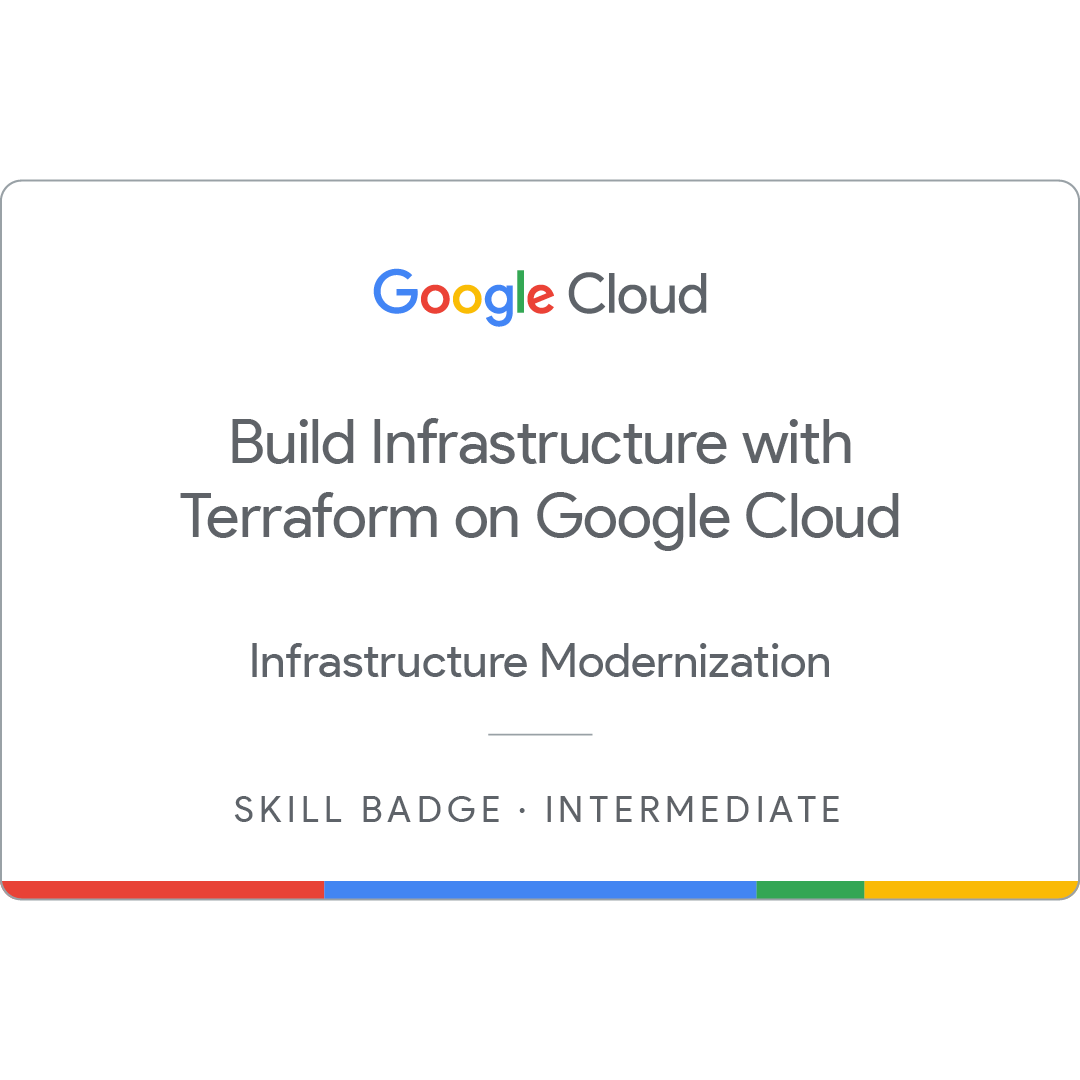 Google Cloud
Build Infrastructure with
Terraform on Google Cloud
Infrastructure Modernization
SKILL BADGE · INTERMEDIATE